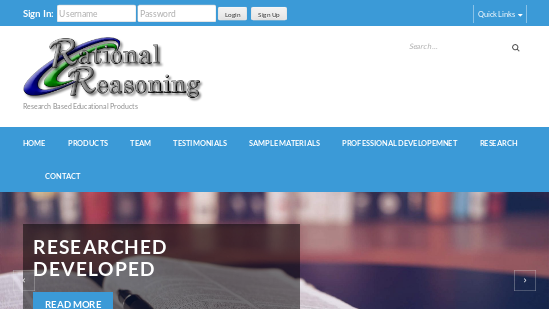 Sign In: Username Password Login Sign Up Quick Links
Rational
Reasoning
Search...
Research Based Educational Products
HOME PRODUCTS TEAM TESTIMONIALS SAMPLE MATERIALS PROFESSIONAL DEVELOPEMNET RESEARCH
CONTACT
RESEARCHED
DEVELOPED
READ MORE